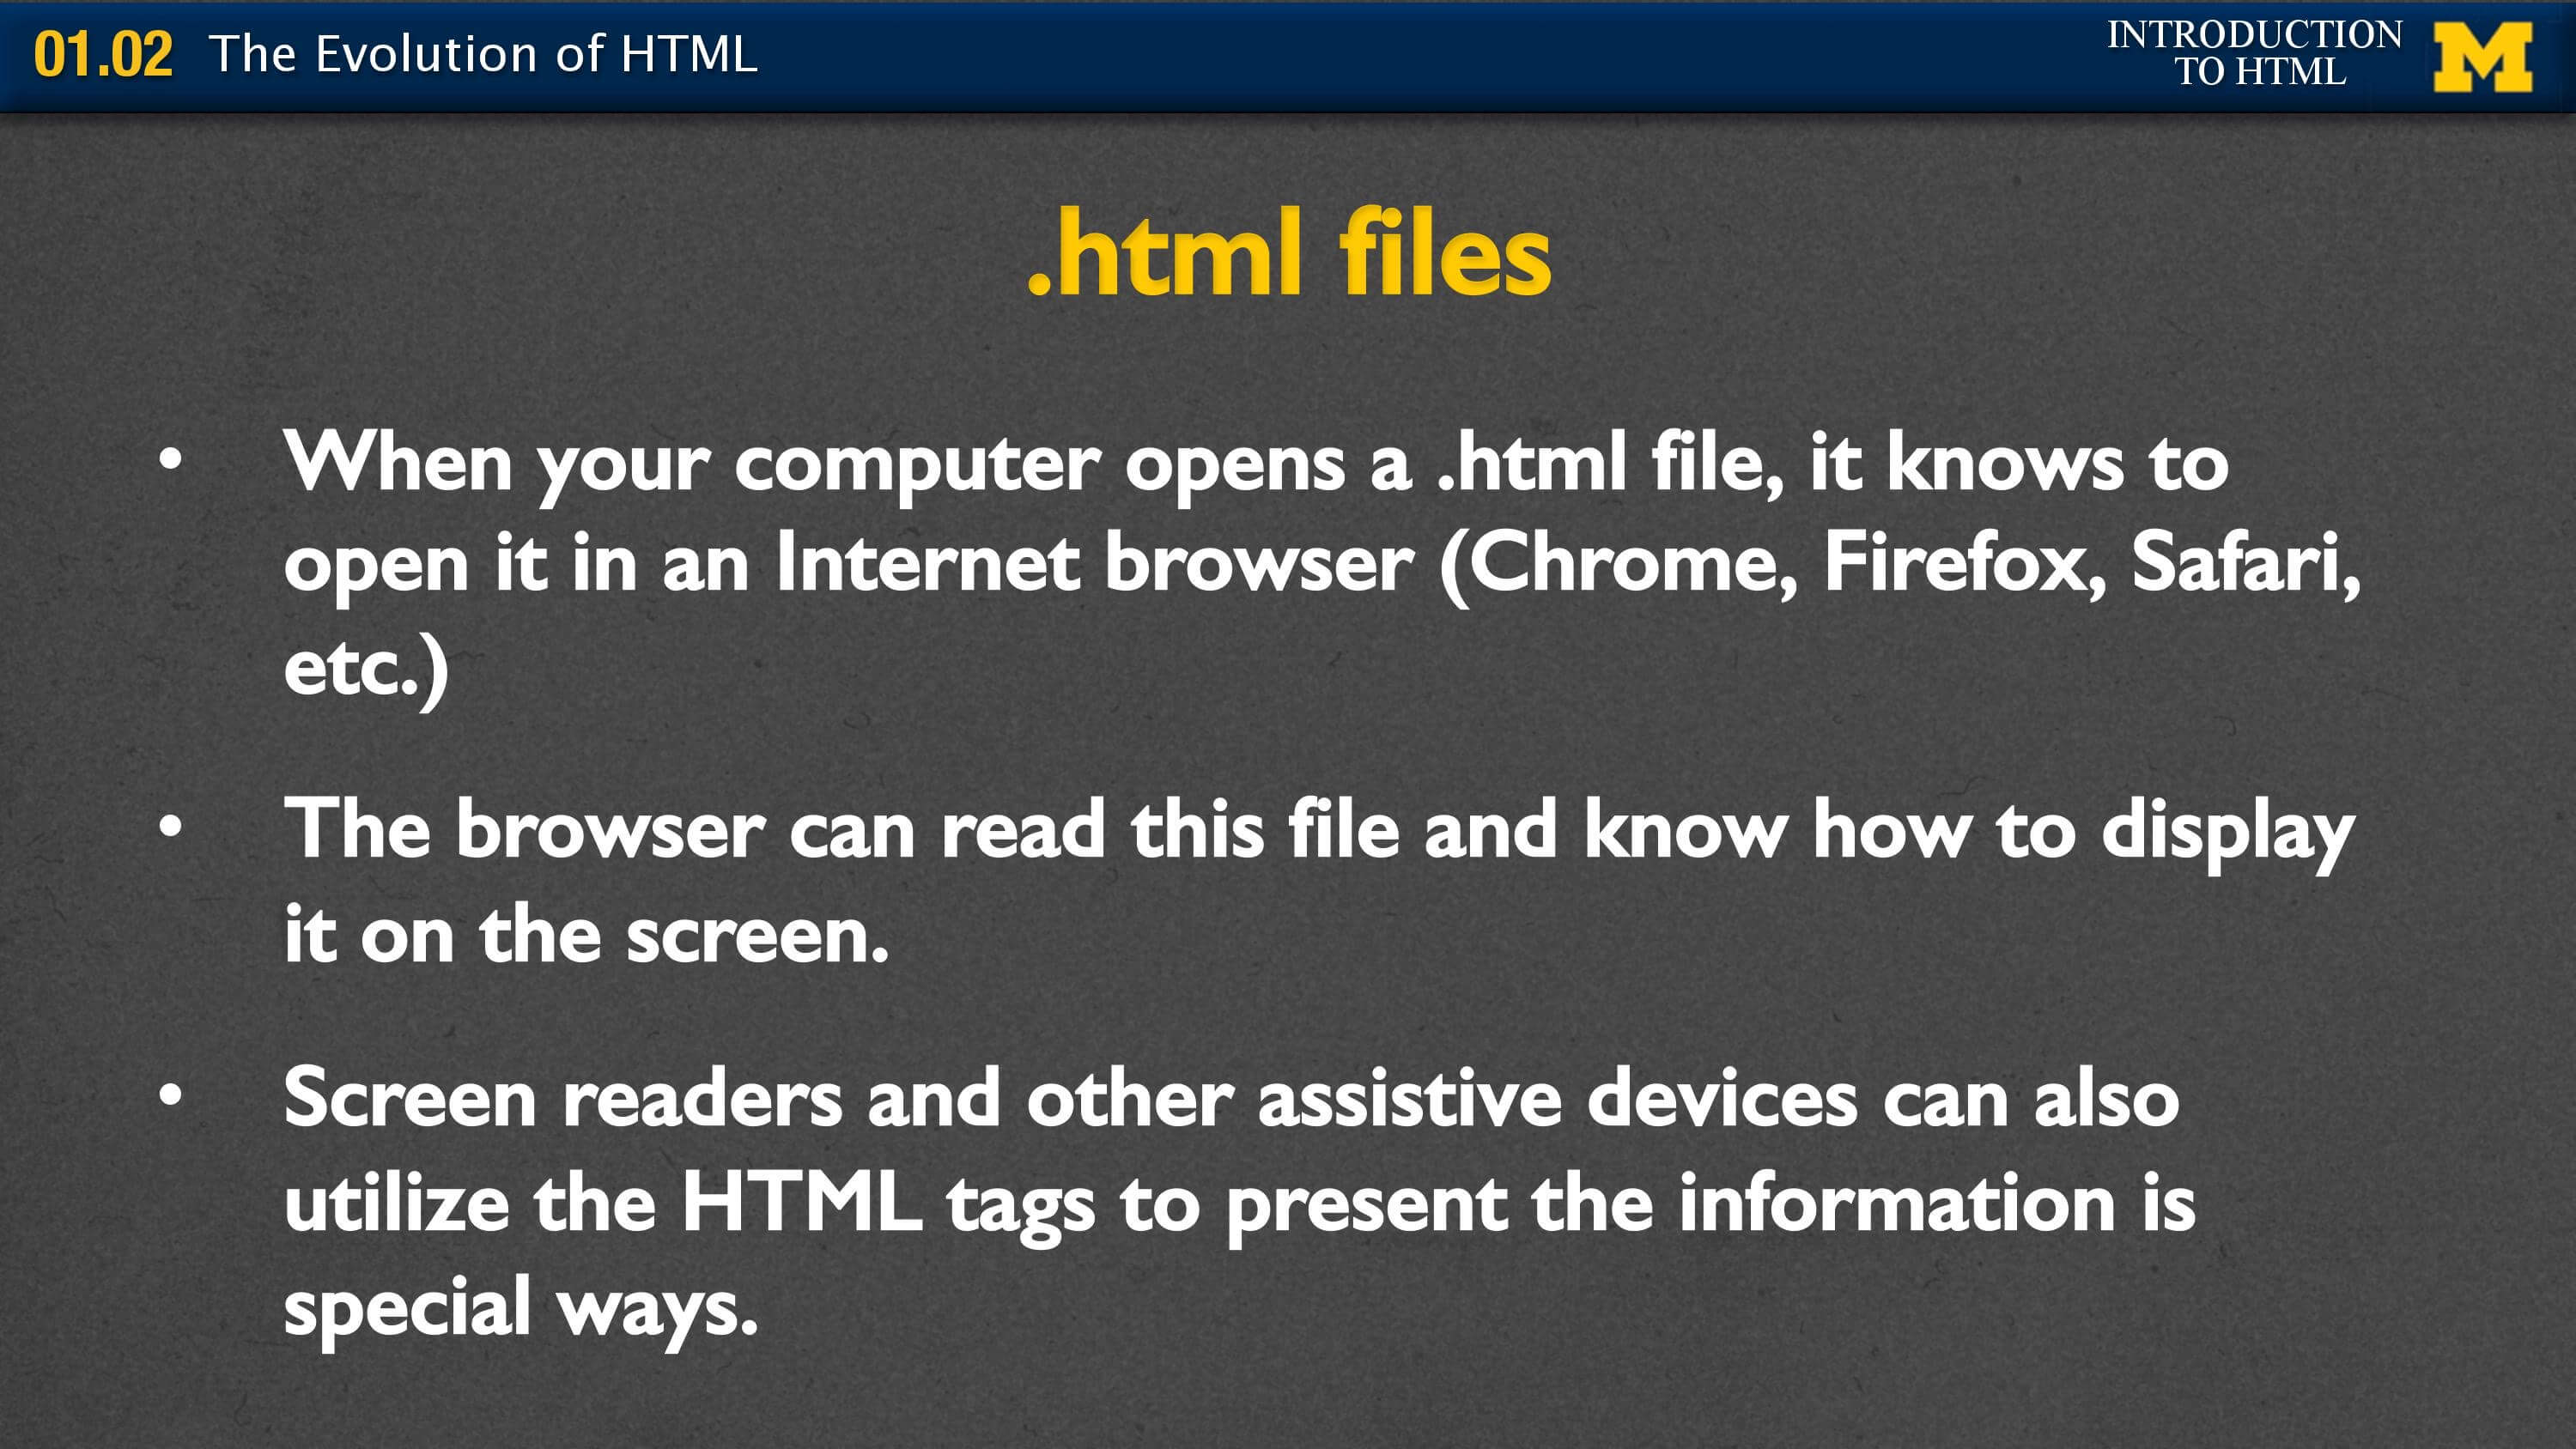 01.02 The Evolution of HTML
INTRODUCTION
TO HTML
M
.html files
• When your computer opens a .html file, it knows to
open it in an Internet browser (Chrome, Firefox, Safari,
etc.)
• The browser can read this file and know how to display
it on the screen.
• Screen readers and other assistive devices can also
utilize the HTML tags to present the information is
special ways.